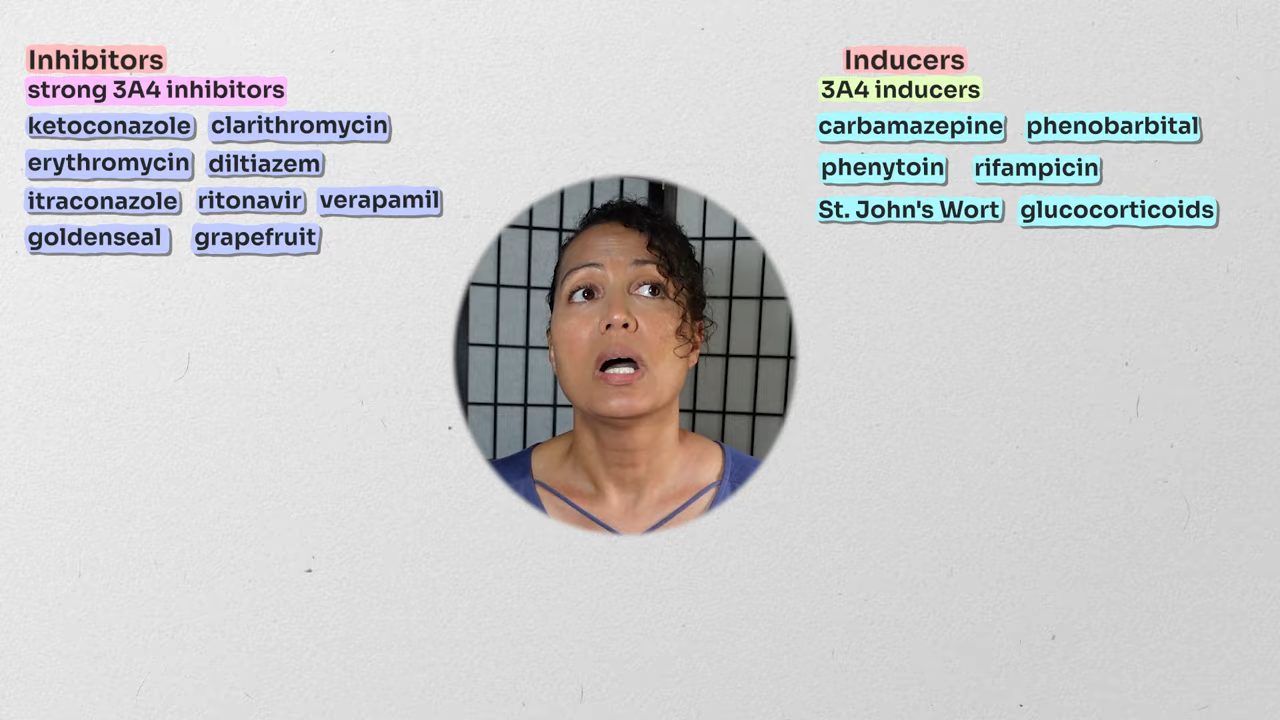 Inhibitors
strong 3A4 inhibitors
ketoconazole clarithromycin
erythromycin diltiazem
itraconazole ritonavir verapamil
goldenseal grapefruit
Inducers
3A4 inducers
carbamazepine phenobarbital
phenytoin rifampicin
St. John's Wort glucocorticoids